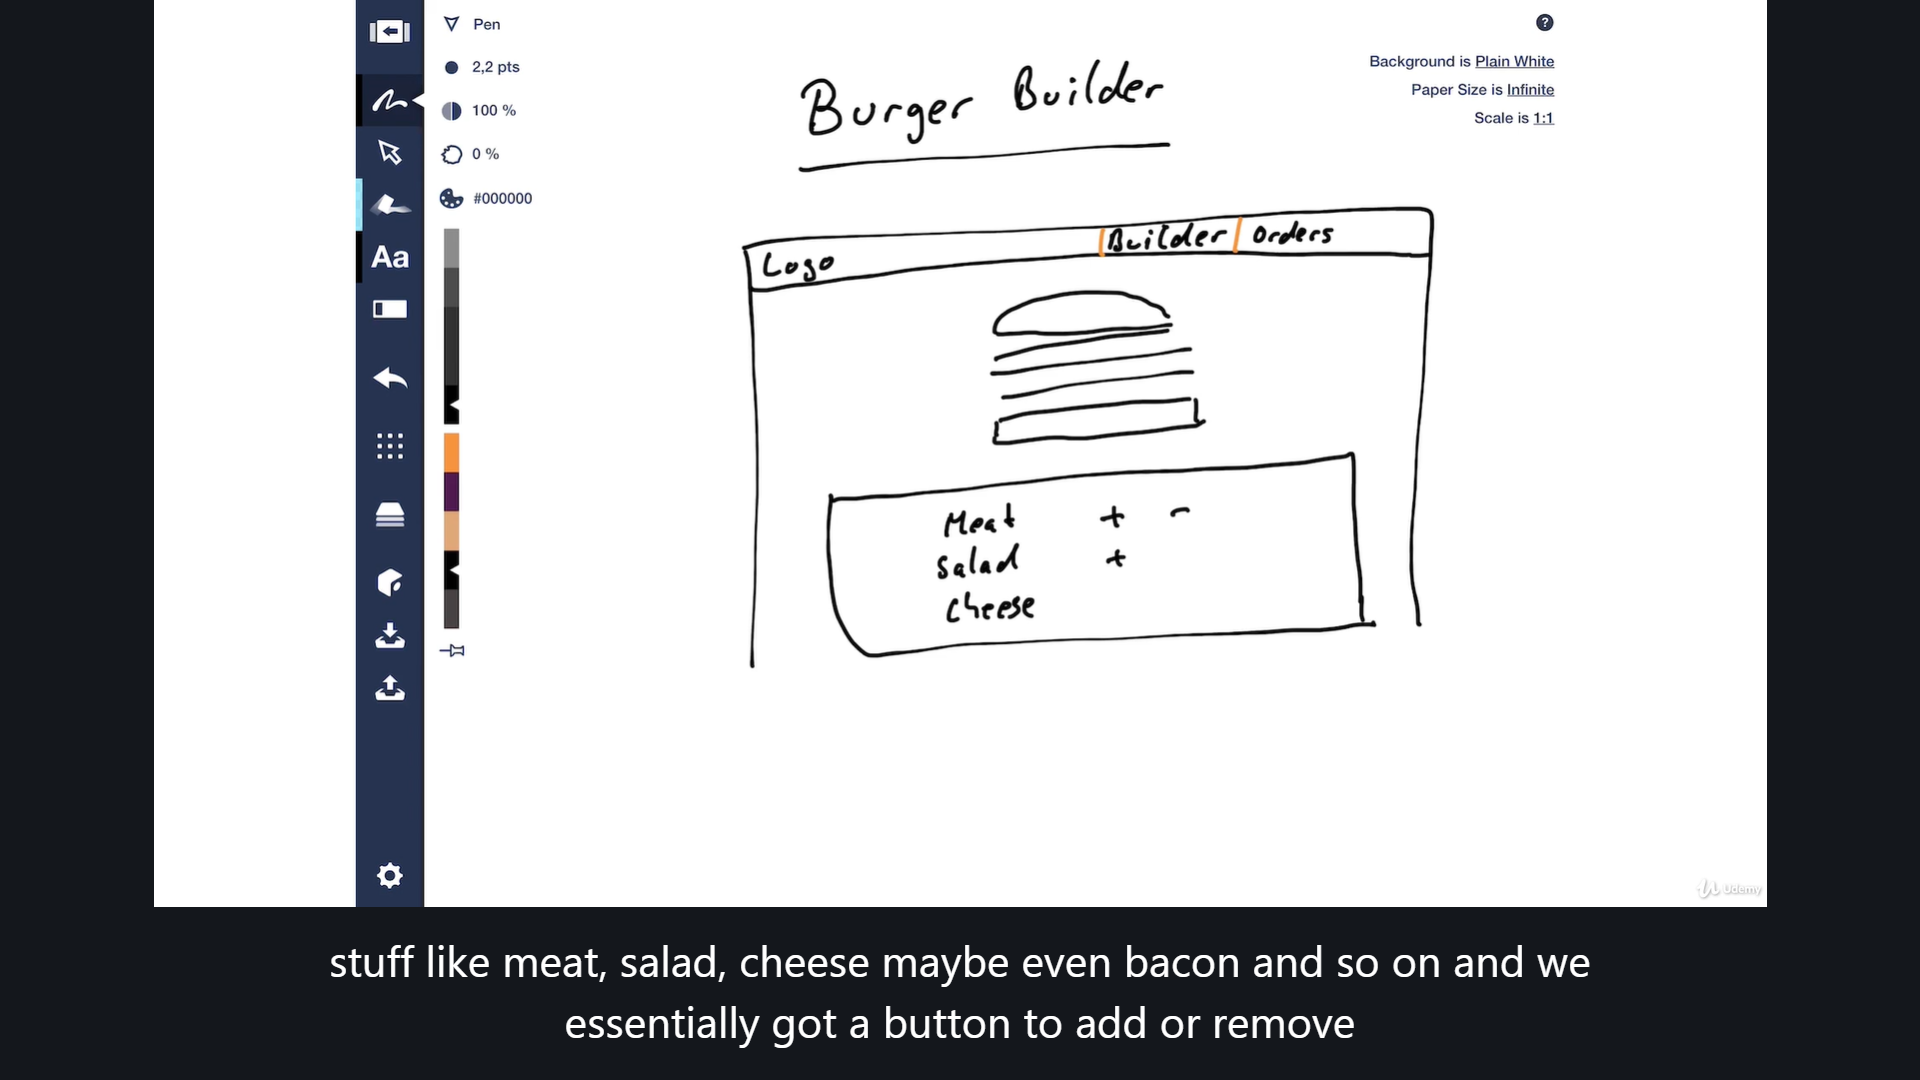 Pen
2,2 pts
100 %
0 %
#000000
Aa
?
Background is Plain White
Paper Size is Infinite
Scale is 1:1
Burger Builder
Logo
Builder
Orders
Meat + -
Salad +
Cheese
Udemy
stuff like meat, salad, cheese maybe even bacon and so on and we
essentially got a button to add or remove